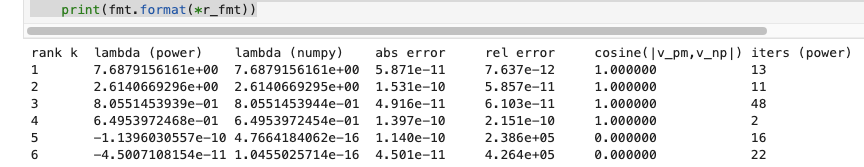 print(fmt.format(*r_fmt))
rank k lambda (power) lambda (numpy) abs error rel error cosine(|v_pm,v_np|) iters (power)
1 7.6879156161e+00 7.6879156161e+00 5.871e-11 7.637e-12 1.000000 13
2 2.6140669296e+00 2.6140669295e+00 1.531e-10 5.857e-11 1.000000 11
3 8.0551453939e-01 8.0551453944e-01 4.916e-11 6.103e-11 1.000000 48
4 6.4953972468e-01 6.4953972454e-01 1.397e-10 2.151e-10 1.000000 2
5 -1.1396030557e-10 4.7664184062e-16 1.140e-10 2.386e+05 0.000000 16
6 -4.5007108154e-11 1.0455025714e-16 4.501e-11 4.264e+05 0.000000 22